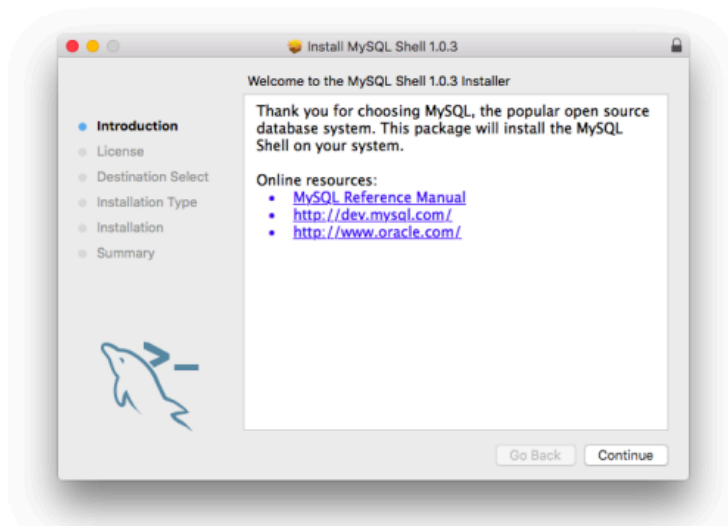 Install MySQL Shell 1.0.3
Welcome to the MySQL Shell 1.0.3 Installer
Introduction
License
Destination Select
Installation Type
Installation
Summary
Thank you for choosing MySQL, the popular open source
database system. This package will install the MySQL
Shell on your system.
Online resources:
• MySQL Reference Manual
• http://dev.mysql.com/
• http://www.oracle.com/
Go Back
Continue